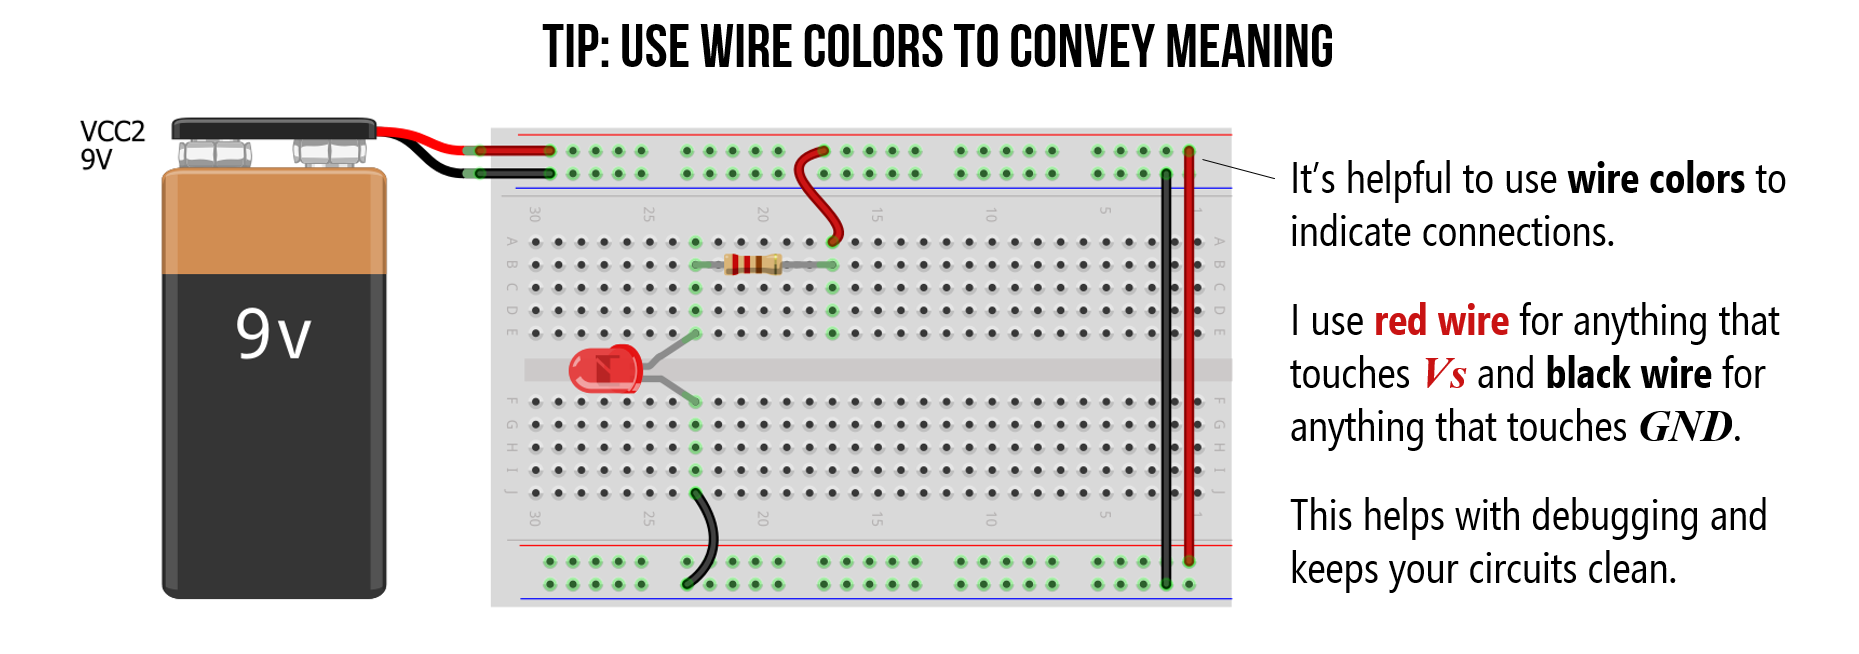 TIP: USE WIRE COLORS TO CONVEY MEANING
VCC2
9V
9v
30 25 20 15 10 5 1
A A
B B
C C
D D
E E
F F
G G
H H
I I
J J
30 25 20 15 10 5 1
It’s helpful to use wire colors to
indicate connections.
I use red wire for anything that
touches Vs and black wire for
anything that touches GND.
This helps with debugging and
keeps your circuits clean.